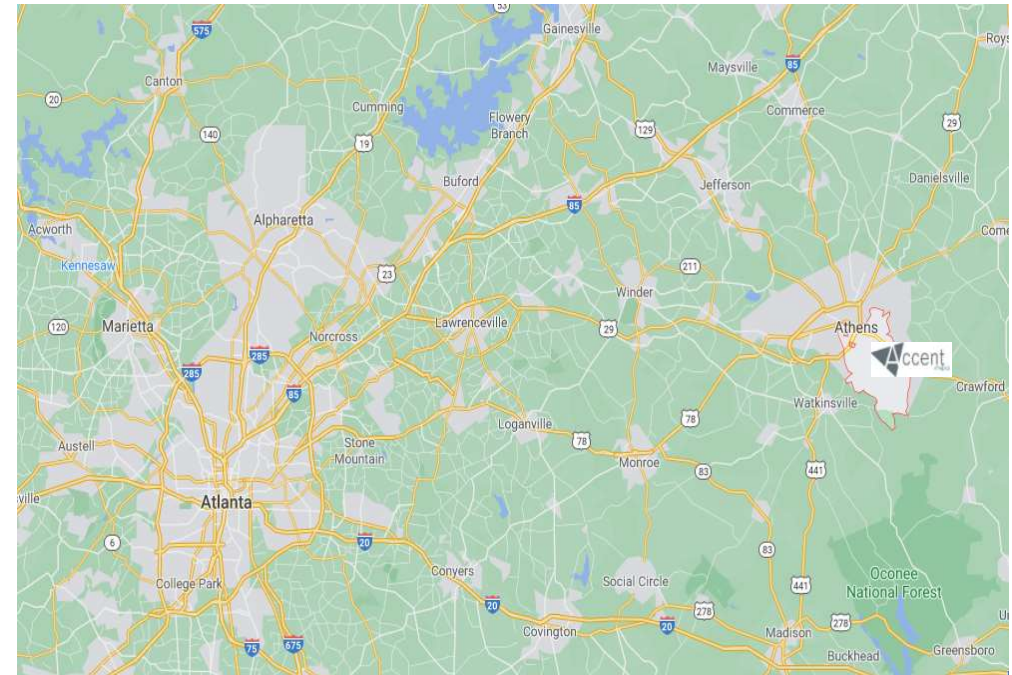 53
575
Gainesville
Roys
Maysville
85
Canton
20
Cumming
Commerce
Flowery
Branch
129
29
140
19
Buford
Jefferson
Danielsville
85
Alpharetta
Acworth
Come
Kennesaw
23
211
Winder
120
Marietta
Norcross
Lawrenceville
29
Athens
285
285
Accent
85
Crawford
Watkinsville
Loganville
78
Austell
Stone
Mountain
78
Monroe
83
441
ville
Atlanta
6
20
83
Conyers
College Park
Social Circle
441
Oconee
National Forest
20
278
278
Covington
20
Madison
75
675
Buckhead
Greensboro